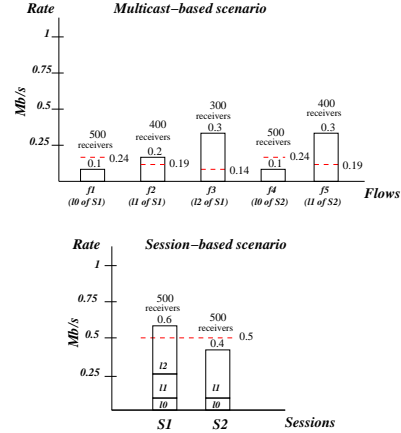 Rate Multicast−based scenario
1
0.75
0.5
0.25
Mb/s
500
receivers
0.1
0.24
400
receivers
0.2
0.19
300
receivers
0.3
0.14
500
receivers
0.1
0.24
400
receivers
0.3
0.19
f1 f2 f3 f4 f5 Flows
(l0 of S1) (l1 of S1) (l2 of S1) (l0 of S2) (l1 of S2)
Rate Session−based scenario
1
0.75
0.5
0.25
Mb/s
500
receivers
0.6
500
receivers
0.4
0.5
l2
l1 l1
l0 l0
S1 S2 Sessions